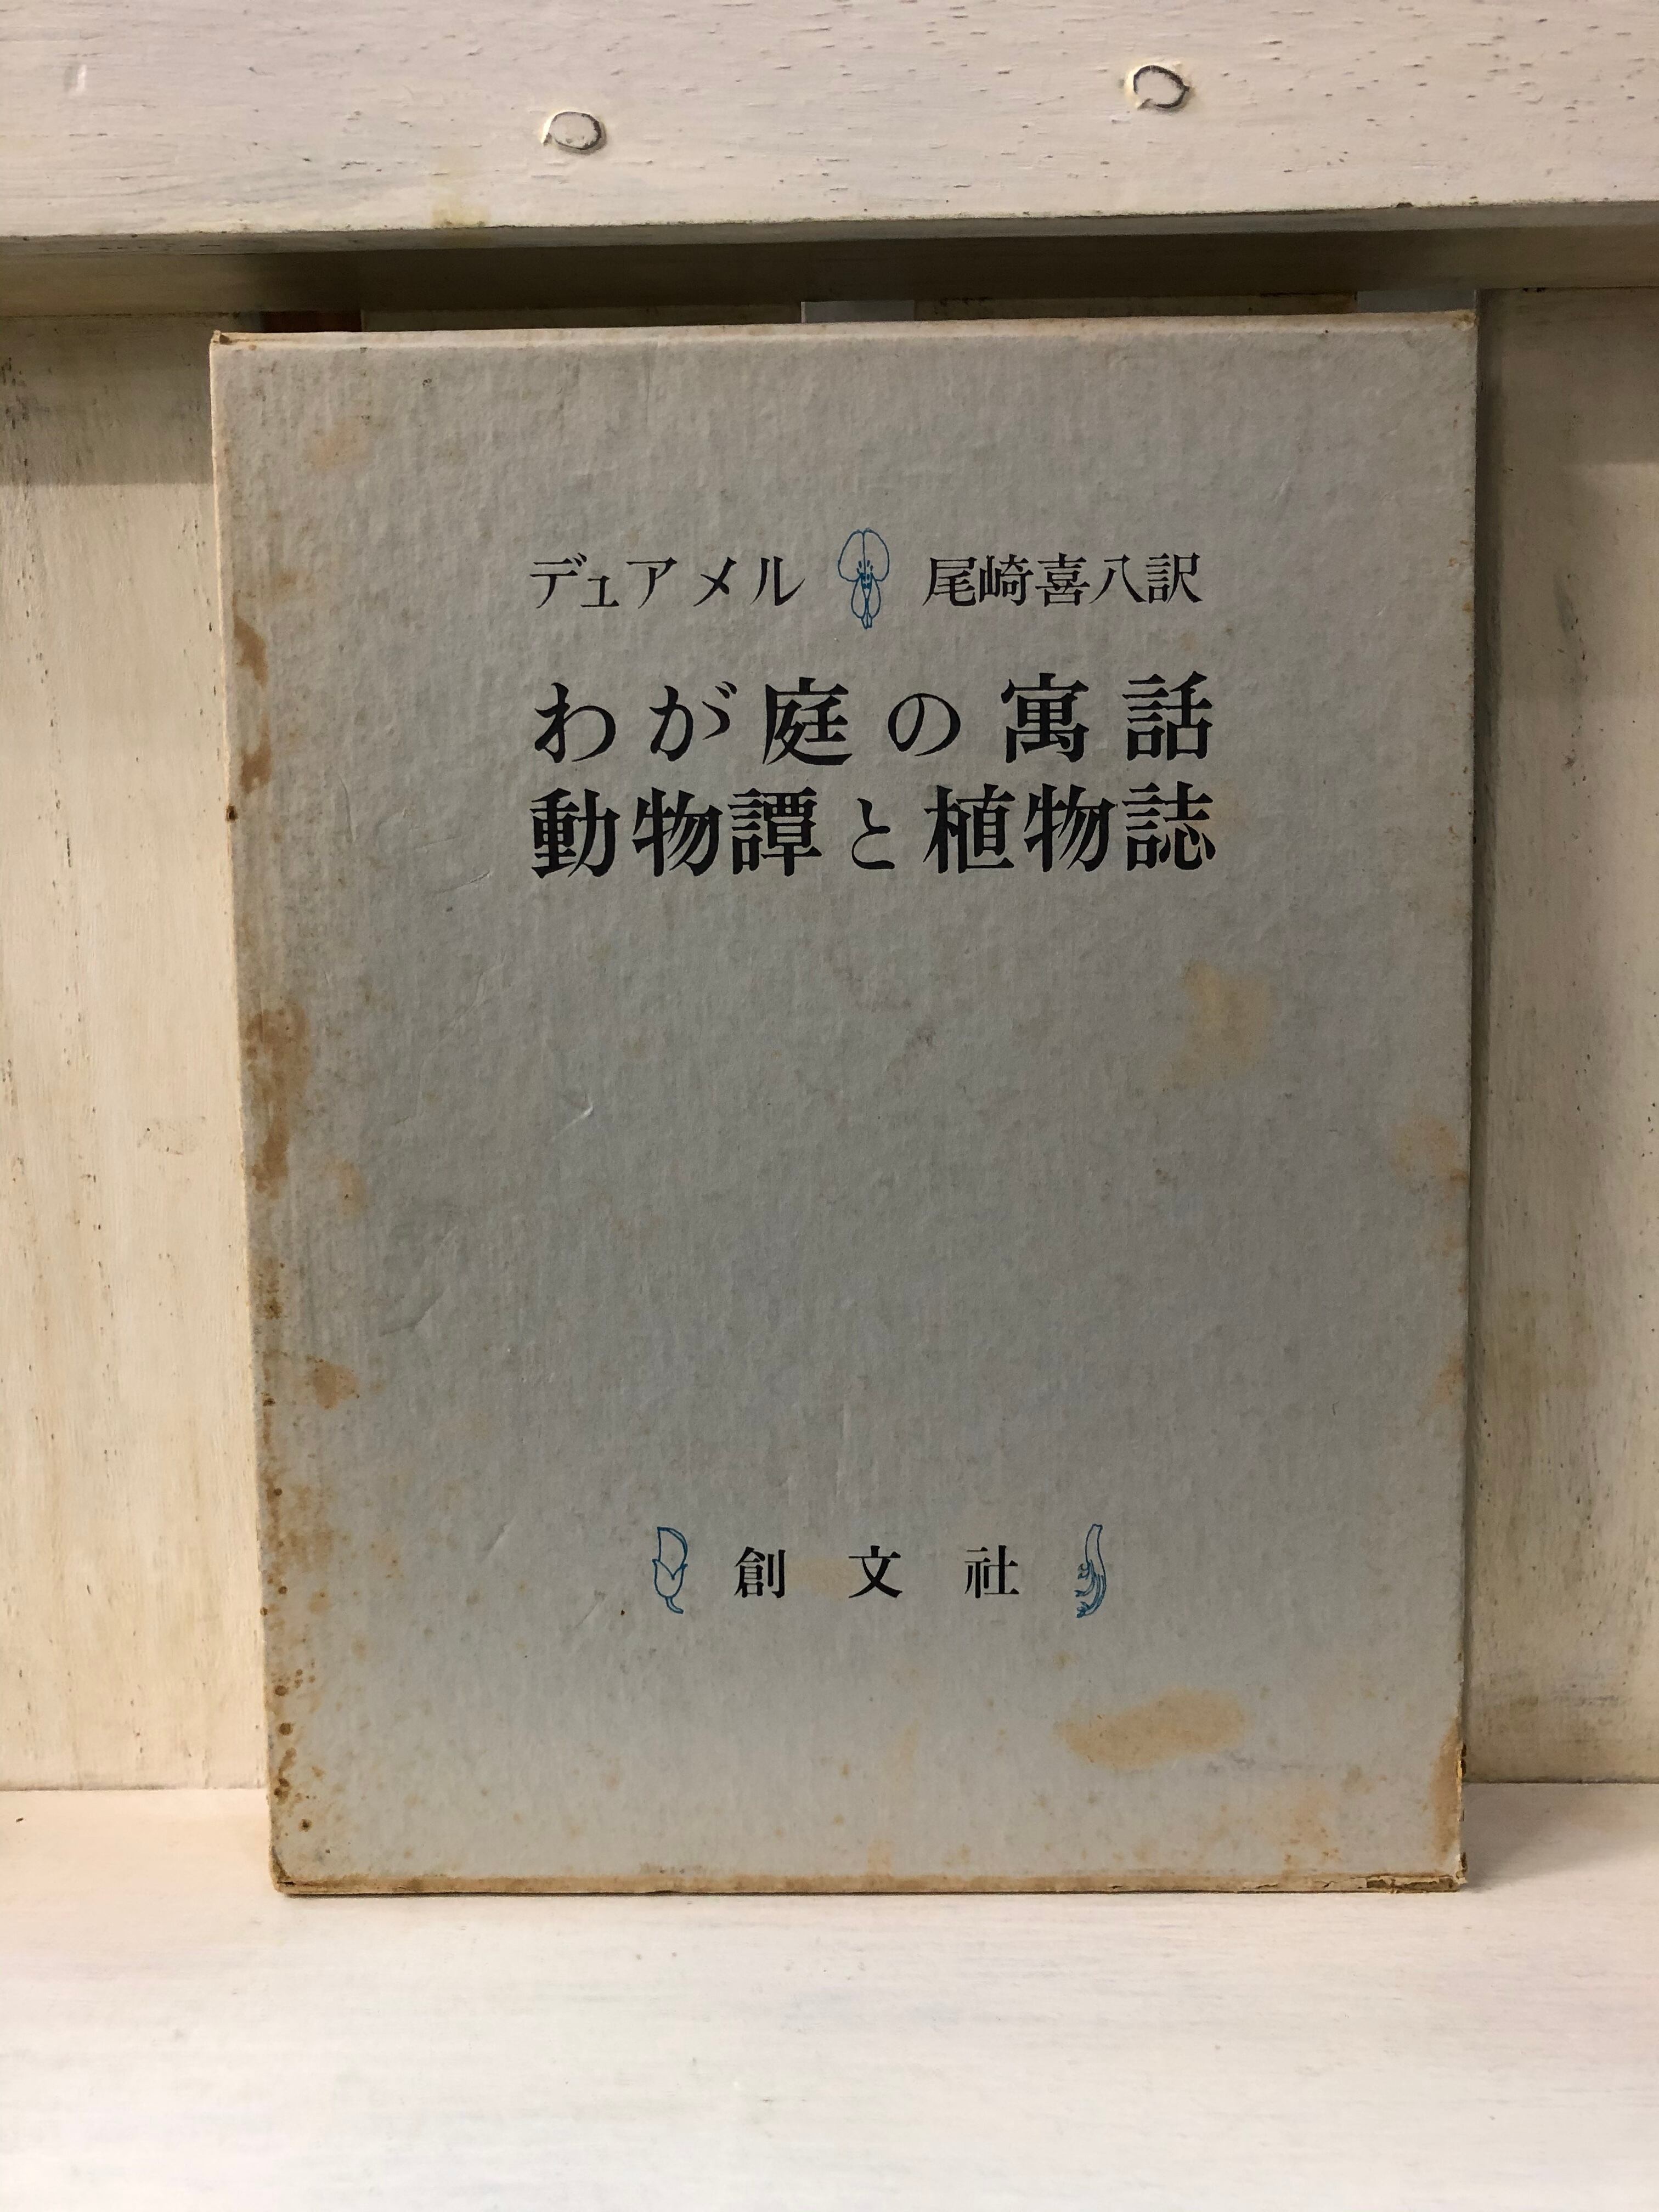 デュアメル 尾崎喜八訳
わが庭の寓話
動物譚と植物誌
創文社